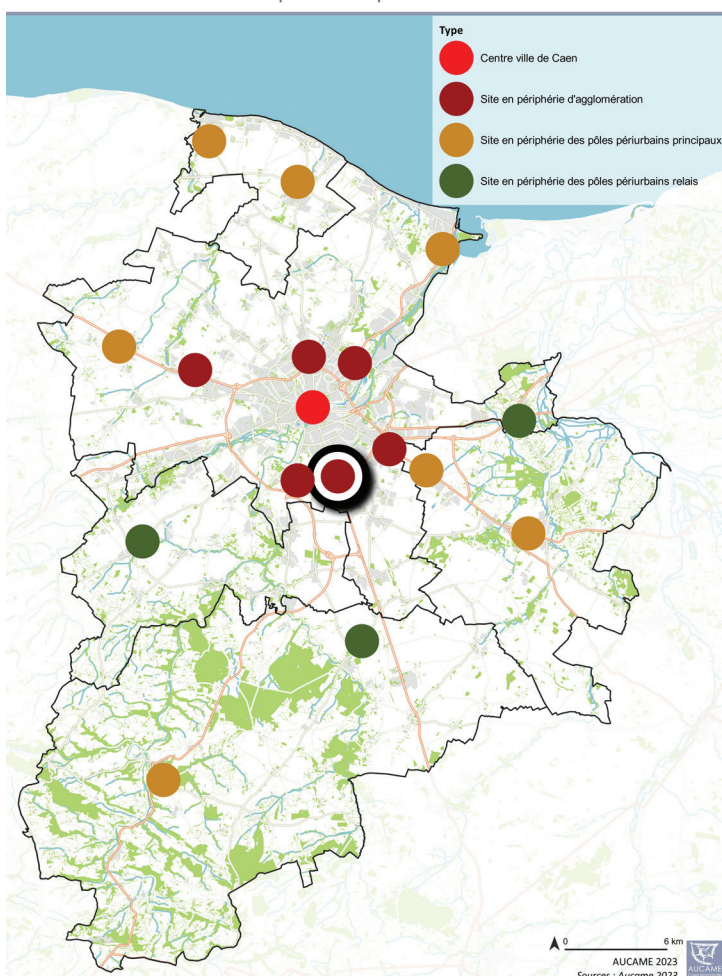 Type
Centre ville de Caen
Site en périphérie d'agglomération
Site en périphérie des pôles périurbains principaux
Site en périphérie des pôles périurbains relais
0 6 km
AUCAME 2023
Sources : Aucame 2023
AUCAME